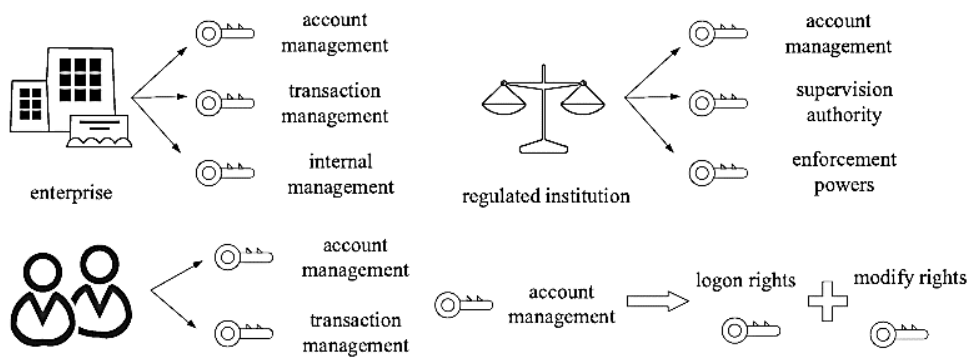 account
management
transaction
management
internal
management
enterprise
account
management
supervision
authority
enforcement
powers
regulated institution
account
management
transaction
management
account
management
logon rights
modify rights